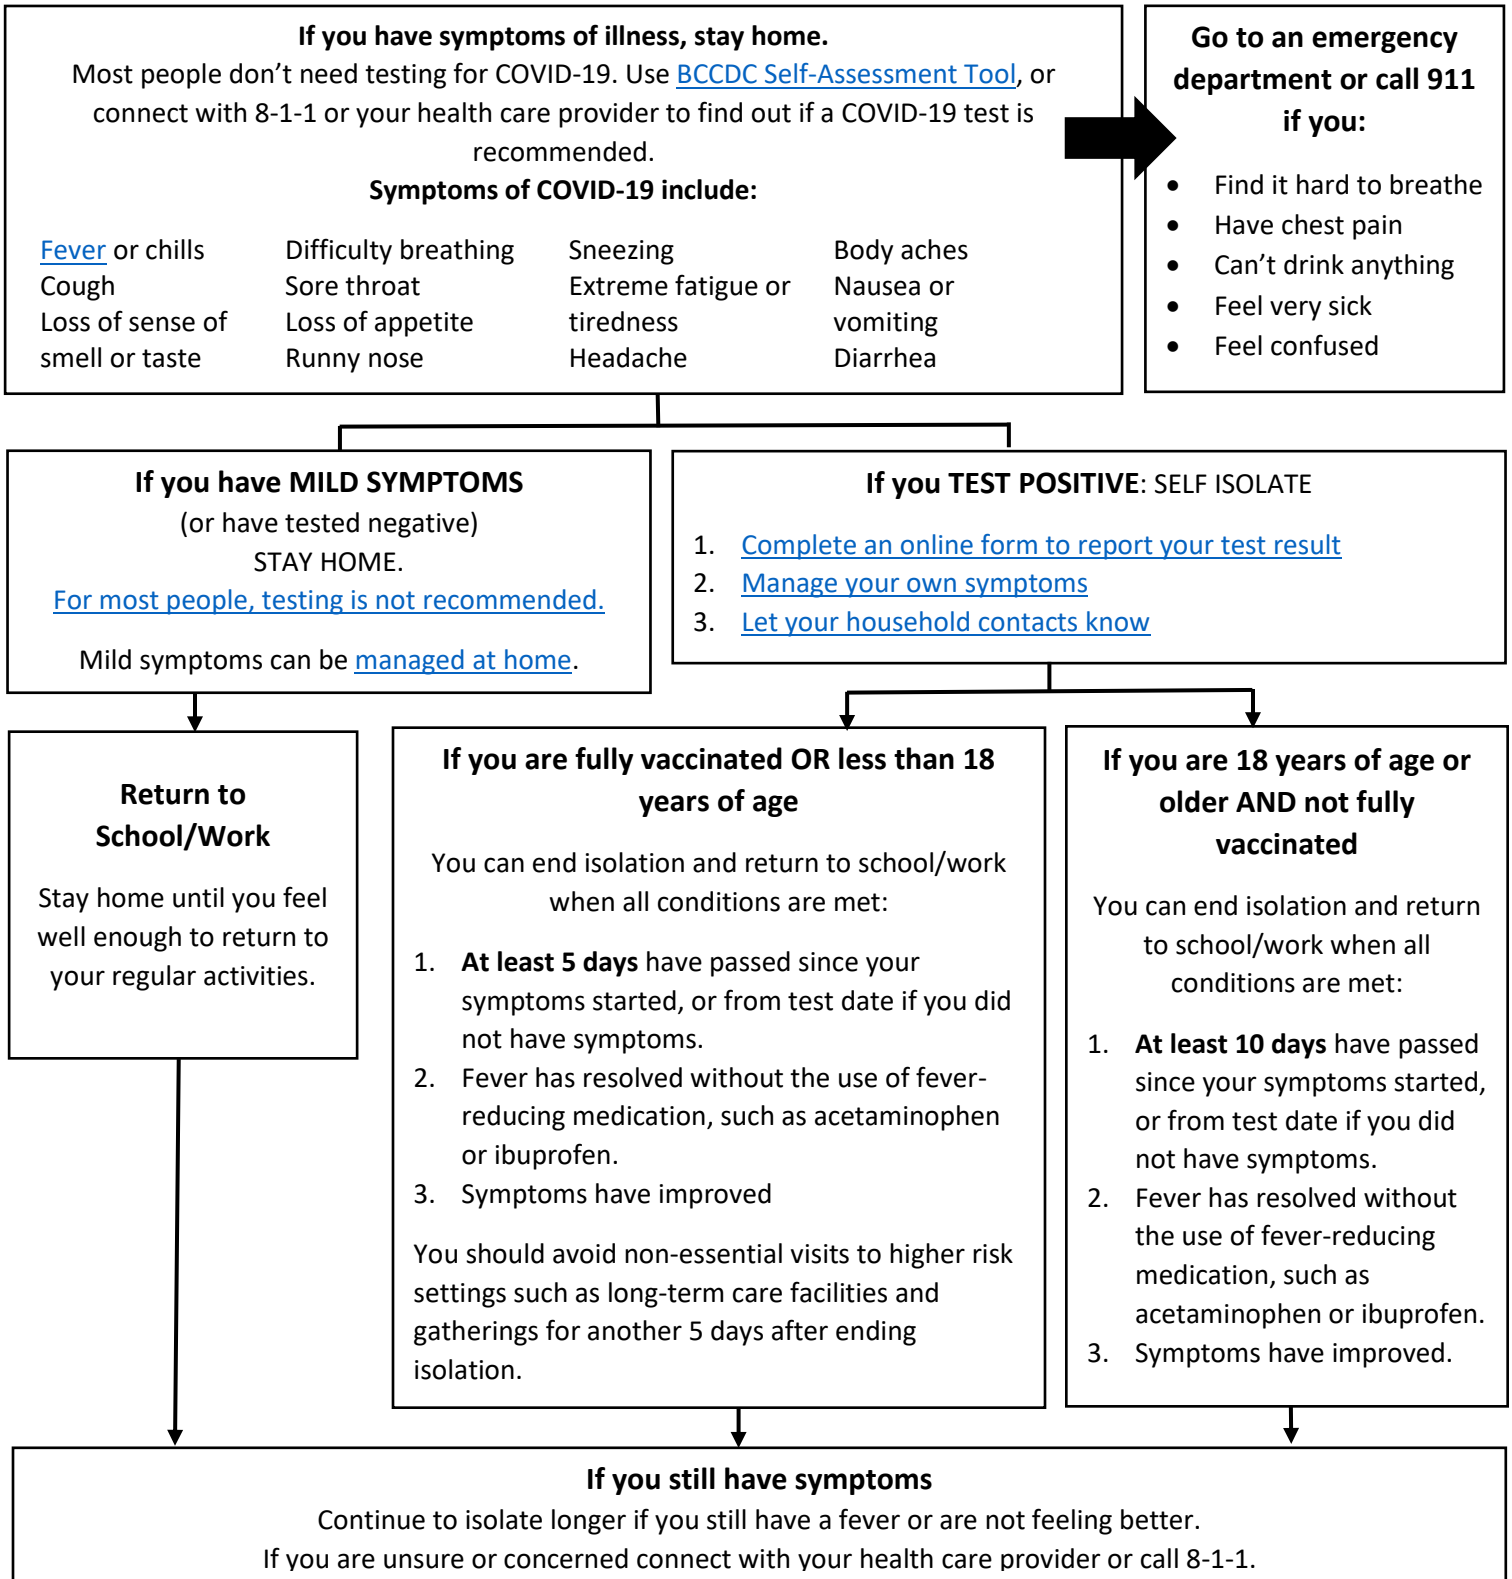 If you have symptoms of illness, stay home.
Most people don’t need testing for COVID-19. Use BCCDC Self-Assessment Tool, or
connect with 8-1-1 or your health care provider to find out if a COVID-19 test is
recommended.
Symptoms of COVID-19 include:
Fever or chills
Cough
Loss of sense of
smell or taste
Difficulty breathing
Sore throat
Loss of appetite
Runny nose
Sneezing
Extreme fatigue or
tiredness
Headache
Body aches
Nausea or
vomiting
Diarrhea
Go to an emergency
department or call 911
if you:
• Find it hard to breathe
• Have chest pain
• Can’t drink anything
• Feel very sick
• Feel confused
If you have MILD SYMPTOMS
(or have tested negative)
STAY HOME.
For most people, testing is not recommended.
Mild symptoms can be managed at home.
If you TEST POSITIVE: SELF ISOLATE
1. Complete an online form to report your test result
2. Manage your own symptoms
3. Let your household contacts know
Return to
School/Work
Stay home until you feel
well enough to return to
your regular activities.
If you are fully vaccinated OR less than 18
years of age
You can end isolation and return to school/work
when all conditions are met:
1. At least 5 days have passed since your
symptoms started, or from test date if you did
not have symptoms.
2. Fever has resolved without the use of fever-
reducing medication, such as acetaminophen
or ibuprofen.
3. Symptoms have improved
You should avoid non-essential visits to higher risk
settings such as long-term care facilities and
gatherings for another 5 days after ending
isolation.
If you are 18 years of age or
older AND not fully
vaccinated
You can end isolation and return
to school/work when all
conditions are met:
1. At least 10 days have passed
since your symptoms started,
or from test date if you did
not have symptoms.
2. Fever has resolved without
the use of fever-reducing
medication, such as
acetaminophen or ibuprofen.
3. Symptoms have improved.
If you still have symptoms
Continue to isolate longer if you still have a fever or are not feeling better.
If you are unsure or concerned connect with your health care provider or call 8-1-1.